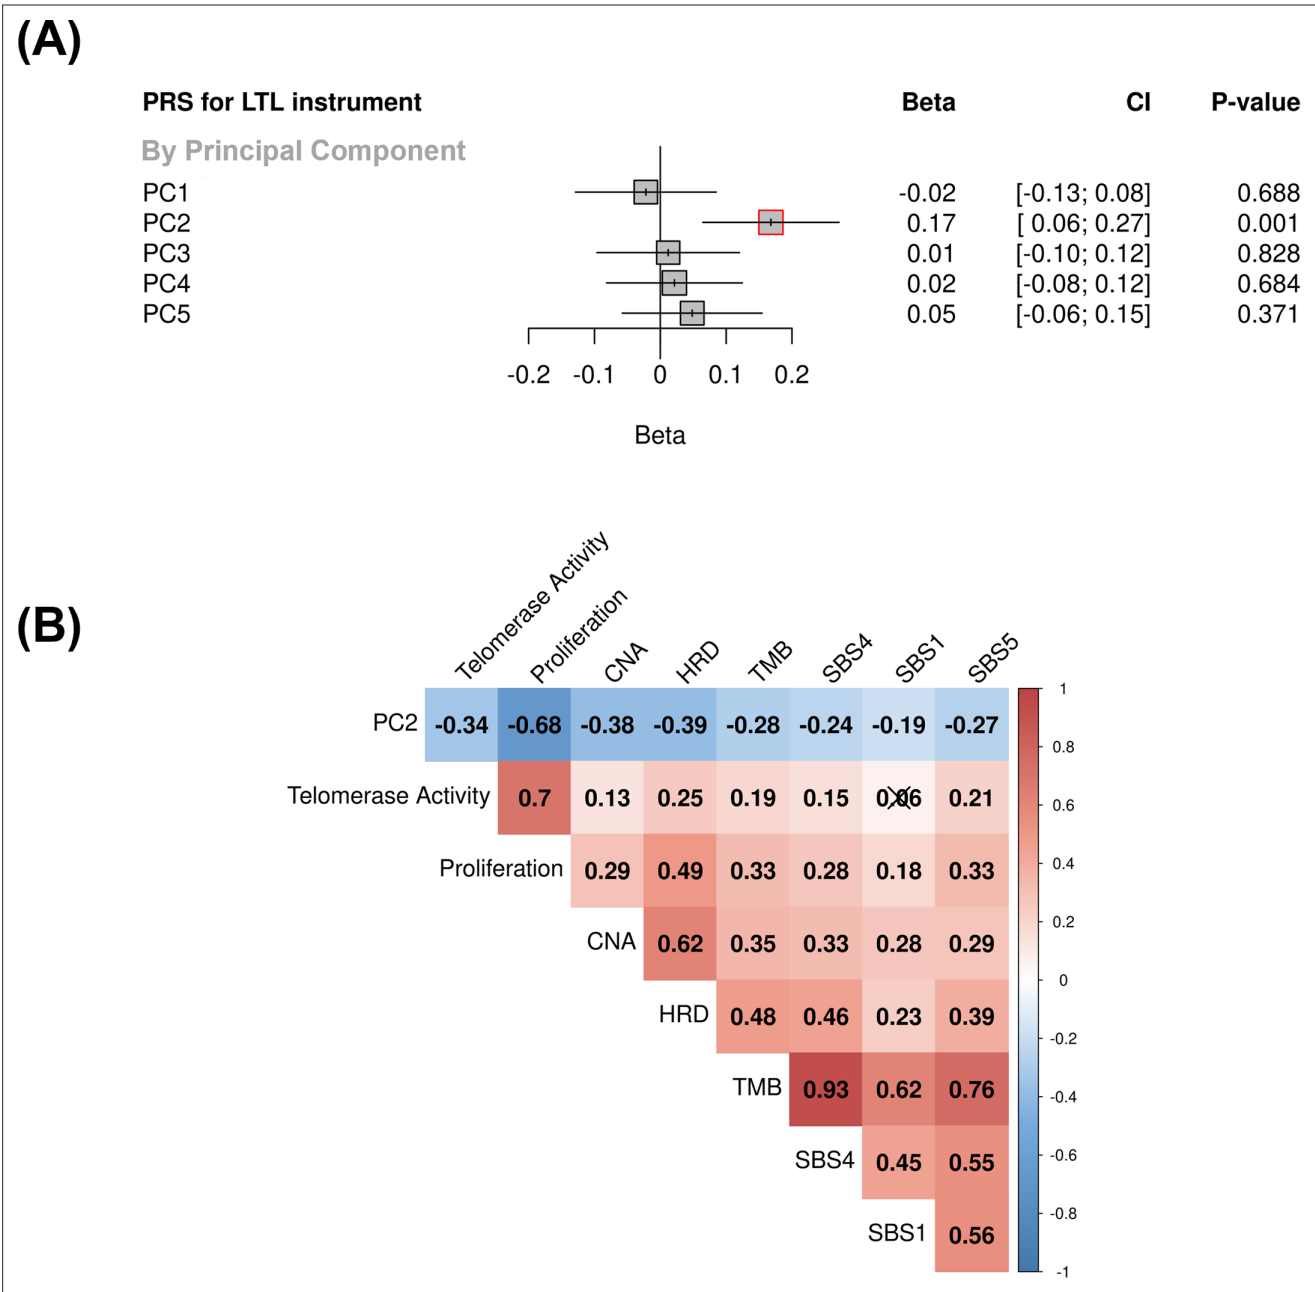 (A)
PRS for LTL instrument Beta CI P-value
By Principal Component
PC1 -0.02 [-0.13; 0.08] 0.688
PC2 0.17 [ 0.06; 0.27] 0.001
PC3 0.01 [-0.10; 0.12] 0.828
PC4 0.02 [-0.08; 0.12] 0.684
PC5 0.05 [-0.06; 0.15] 0.371
-0.2 -0.1 0 0.1 0.2
Beta
(B)
Telomerase Activity Proliferation CNA HRD TMB SBS4 SBS1 SBS5
PC2 -0.34 -0.68 -0.38 -0.39 -0.28 -0.24 -0.19 -0.27
Telomerase Activity 0.7 0.13 0.25 0.19 0.15 0.06 0.21
Proliferation 0.29 0.49 0.33 0.28 0.18 0.33
CNA 0.62 0.35 0.33 0.28 0.29
HRD 0.48 0.46 0.23 0.39
TMB 0.93 0.62 0.76
SBS4 0.45 0.55
SBS1 0.56
1
0.8
0.6
0.4
0.2
0
-0.2
-0.4
-0.6
-0.8
-1